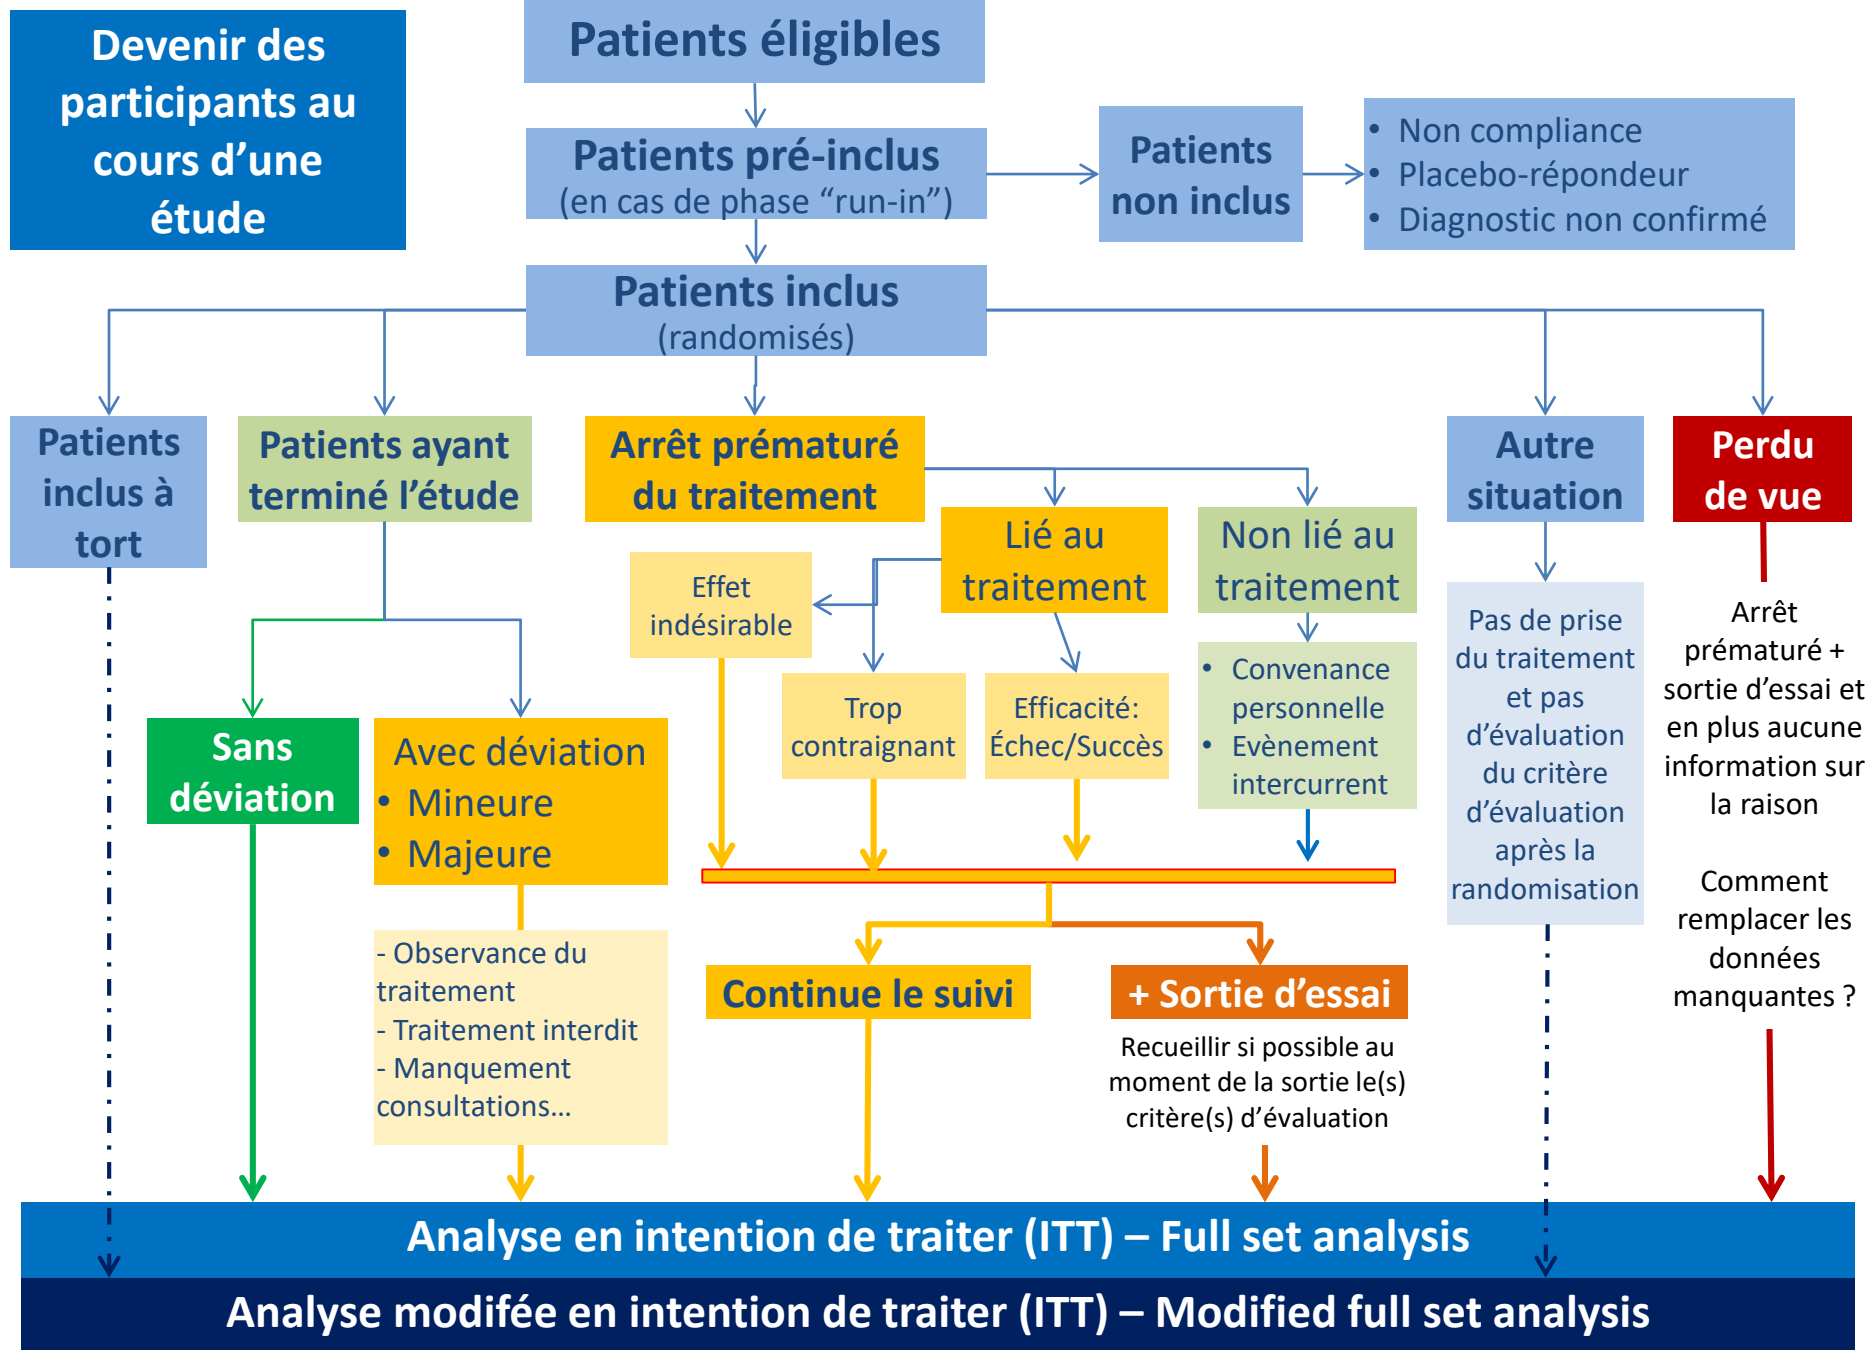 Devenir des
participants au
cours d’une
étude
Patients éligibles
Patients pré-inclus
(en cas de phase “run-in”)
Patients
non inclus
• Non compliance
• Placebo-répondeur
• Diagnostic non confirmé
Patients inclus
(randomisés)
Patients
inclus à
tort
Patients ayant
terminé l’étude
Arrêt prématuré
du traitement
Autre
situation
Perdu
de vue
Lié au
traitement
Non lié au
traitement
Effet
indésirable
Trop
contraignant
Efficacité:
Échec/Succès
• Convenance
personnelle
• Evènement
intercurrent
Pas de prise
du traitement
et pas
d’évaluation
du critère
d’évaluation
après la
randomisation
Arrêt
prématuré +
sortie d’essai et
en plus aucune
information sur
la raison
Comment
remplacer les
données
manquantes ?
Sans
déviation
Avec déviation
• Mineure
• Majeure
- Observance du
traitement
- Traitement interdit
- Manquement
consultations…
Continue le suivi
+ Sortie d’essai
Recueillir si possible au
moment de la sortie le(s)
critère(s) d’évaluation
Analyse en intention de traiter (ITT) – Full set analysis
Analyse modifée en intention de traiter (ITT) – Modified full set analysis